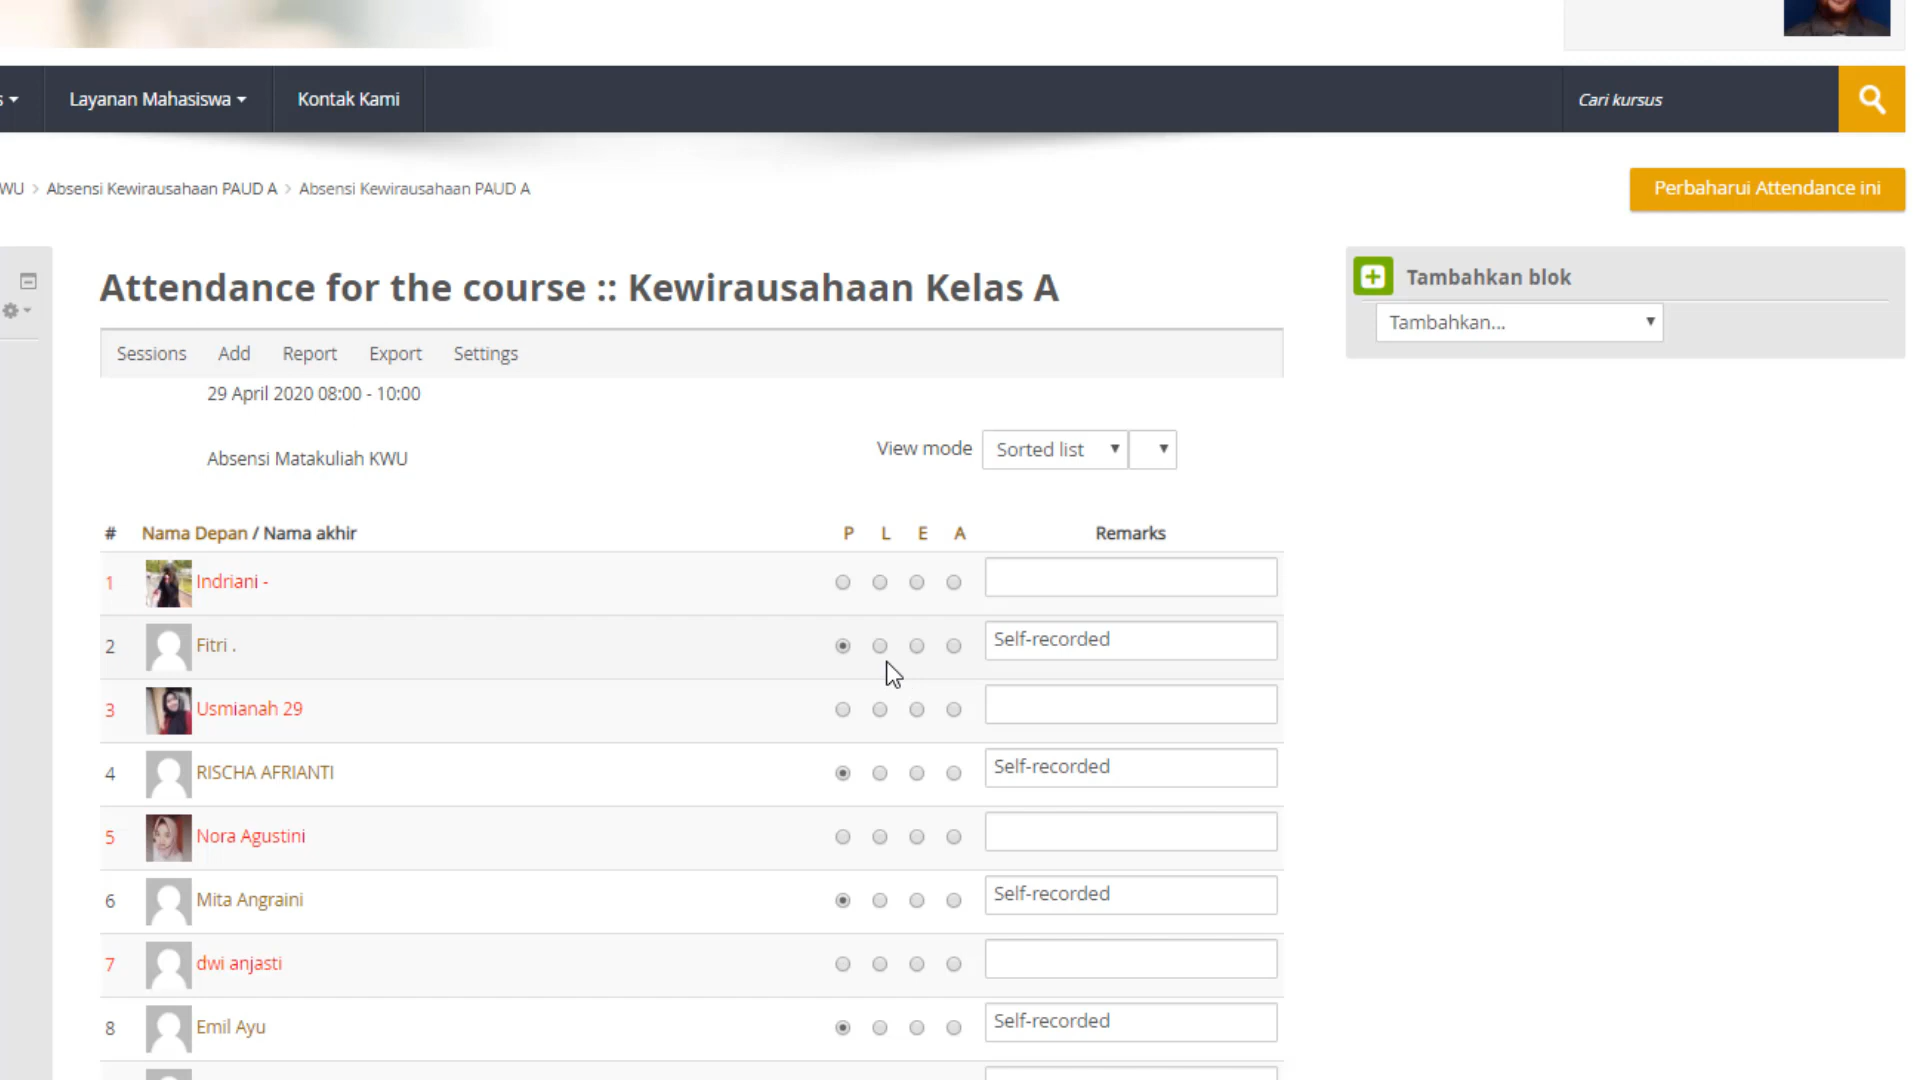 s
Layanan Mahasiswa
Kontak Kami
Cari kursus
WU > Absensi Kewirausahaan PAUD A > Absensi Kewirausahaan PAUD A
Perbaharui Attendance ini
Attendance for the course :: Kewirausahaan Kelas A
Tambahkan blok
Tambahkan...
Sessions Add Report Export Settings
29 April 2020 08:00 - 10:00
View mode Sorted list
Absensi Matakuliah KWU
# Nama Depan / Nama akhir P L E A Remarks
1 Indriani -
2 Fitri . Self-recorded
3 Usmianah 29
4 RISCHA AFRIANTI Self-recorded
5 Nora Agustini
6 Mita Angraini Self-recorded
7 dwi anjasti
8 Emil Ayu Self-recorded